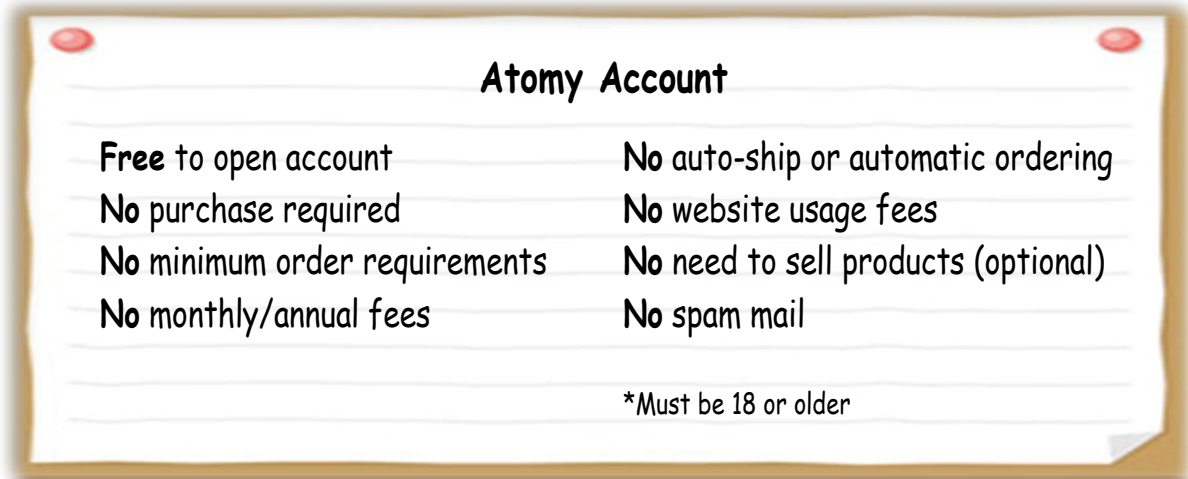 Atomy Account
Free to open account
No purchase required
No minimum order requirements
No monthly/annual fees
No auto-ship or automatic ordering
No website usage fees
No need to sell products (optional)
No spam mail
*Must be 18 or older